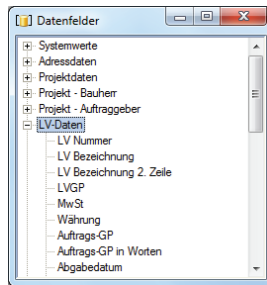 Datenfelder
Systemwerte
Adressdaten
Projektdaten
Projekt - Bauherr
Projekt - Auftraggeber
LV-Daten
LV Nummer
LV Bezeichnung
LV Bezeichnung 2. Zeile
LVGP
MwSt
Währung
Auftrags-GP
Auftrags-GP in Worten
Abgabedatum